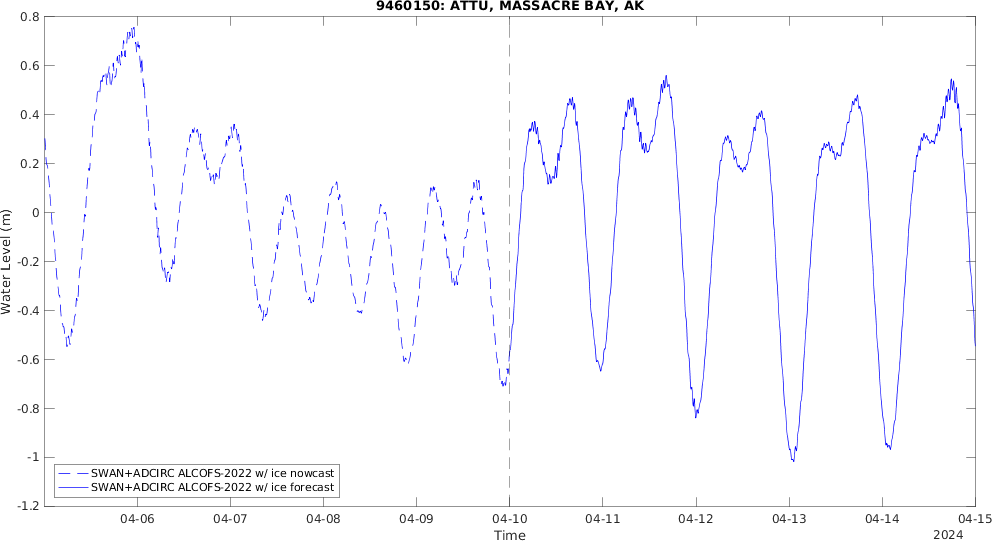 9460150: ATTU, MASSACRE BAY, AK
Water Level (m)
0.8
0.6
0.4
0.2
0
-0.2
-0.4
-0.6
-0.8
-1
-1.2
SWAN+ADCIRC ALCOFS-2022 w/ ice nowcast
SWAN+ADCIRC ALCOFS-2022 w/ ice forecast
04-06 04-07 04-08 04-09 04-10 04-11 04-12 04-13 04-14 04-15
Time
2024